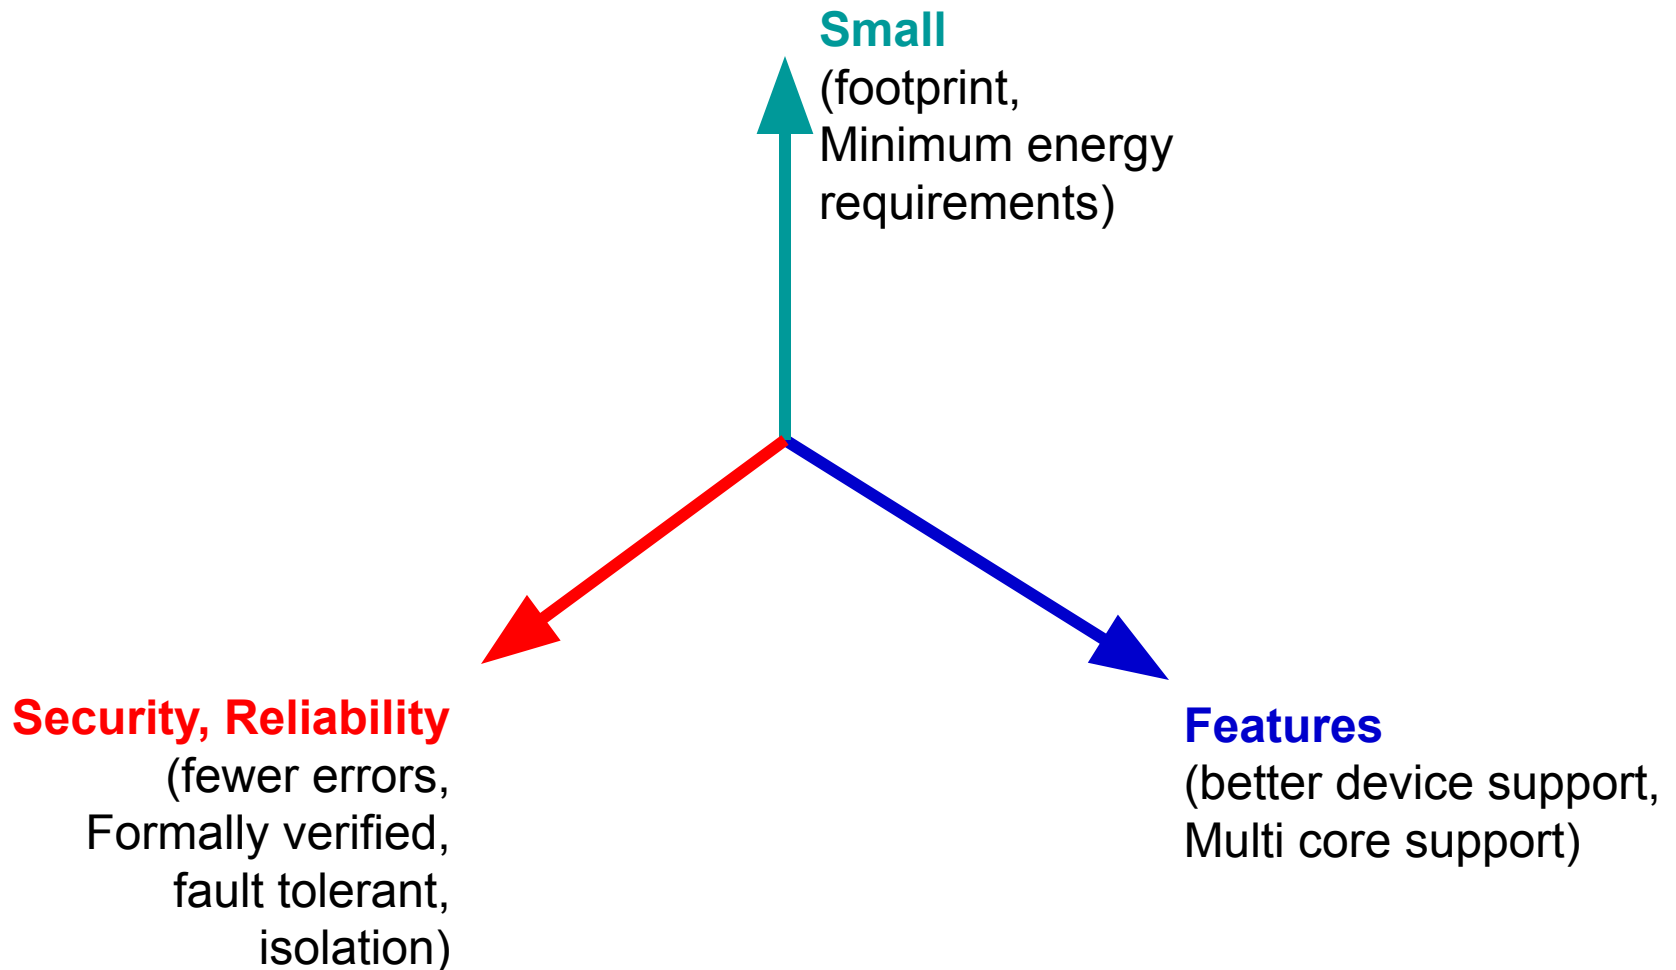 Small
(footprint,
Minimum energy
requirements)
Security, Reliability
(fewer errors,
Formally verified,
fault tolerant,
isolation)
Features
(better device support,
Multi core support)